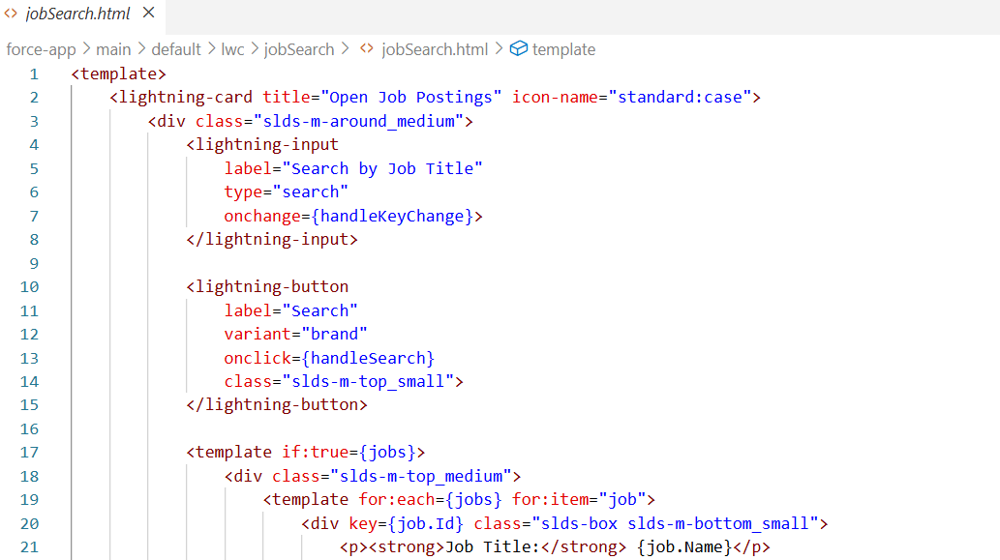 jobSearch.html
force-app > main > default > lwc > jobSearch > jobSearch.html > template
1 <template>
2 <lightning-card title="Open Job Postings" icon-name="standard:case">
3 <div class="slds-m-around_medium">
4 <lightning-input
5 label="Search by Job Title"
6 type="search"
7 onchange={handleKeyChange}>
8 </lightning-input>
9
10 <lightning-button
11 label="Search"
12 variant="brand"
13 onclick={handleSearch}
14 class="slds-m-top_small">
15 </lightning-button>
16
17 <template if:true={jobs}>
18 <div class="slds-m-top_medium">
19 <template for:each={jobs} for:item="job">
20 <div key={job.Id} class="slds-box slds-m-bottom_small">
21 <p><strong>Job Title:</strong> {job.Name}</p>